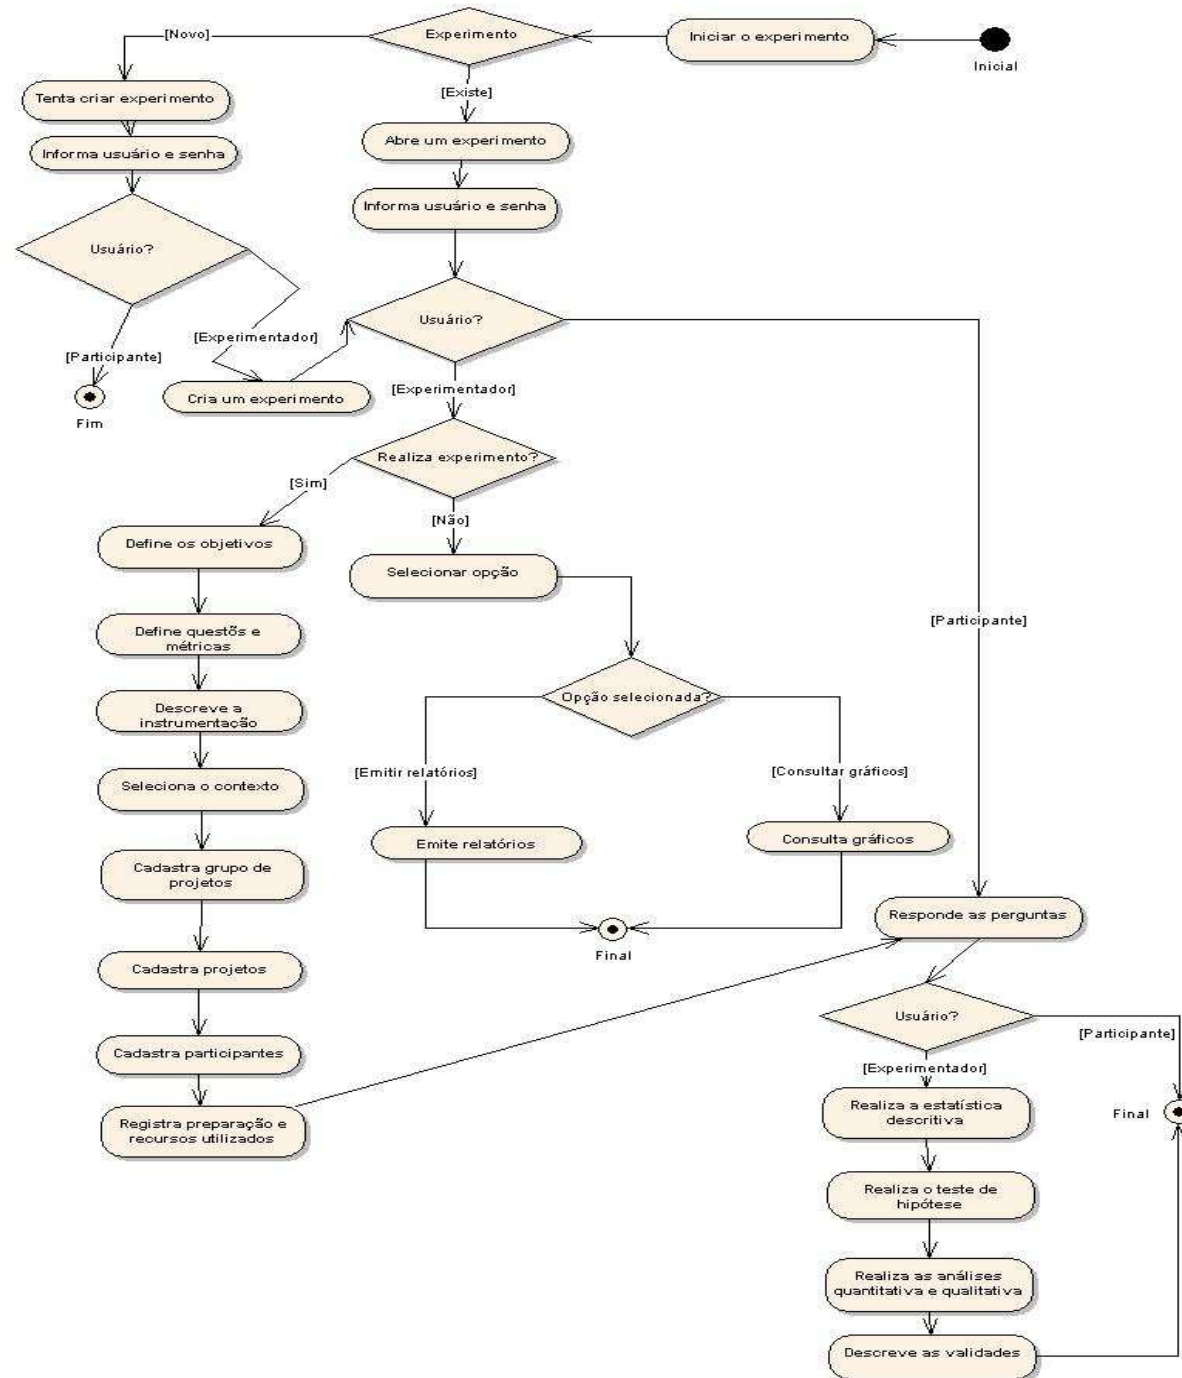 [Novo]
Experimento
Iniciar o experimento
Inicial
[Existe]
Tenta criar experimento
Informa usuário e senha
Usuário?
[Participante]
Fim
[Experimentador]
Cria um experimento
Abre um experimento
Informa usuário e senha
Usuário?
[Experimentador]
Realiza experimento?
[Sim]
[Não]
Define os objetivos
Define questõs e
métricas
Descreve a
instrumentação
Seleciona o contexto
Cadastra grupo de
projetos
Cadastra projetos
Cadastra participantes
Registra preparação e
recursos utilizados
Selecionar opção
Opção selecionada?
[Emitir relatórios]
[Consultar gráficos]
Emite relatórios
Consulta gráficos
Final
[Participante]
Responde as perguntas
Usuário?
[Participante]
[Experimentador]
Realiza a estatística
descritiva
Final
Realiza o teste de
hipótese
Realiza as análises
quantitativa e qualitativa
Descreve as validades